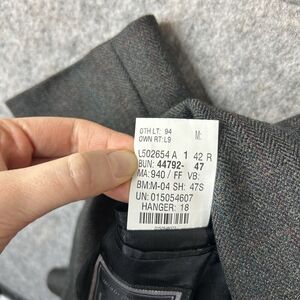 OTH LT: 94
OWN RT:L9 M:
L502654 A 1 42 R
BUN: 44792- 47
MA:940 / FF VB:
BM:M-04 SH: 47S
UN: 015054607
HANGER: 18